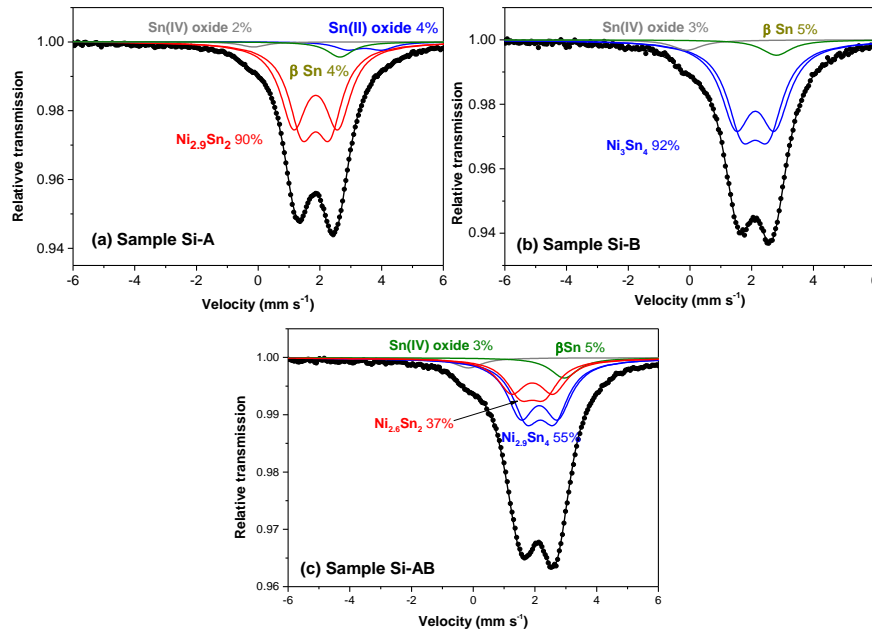 Sn(IV) oxide 2%
Sn(II) oxide 4%
1.00
0.98
0.96
0.94
β Sn 4%
Ni2.9Sn2 90%
(a) Sample Si-A
Relative transmission
-6 -4 -2 0 2 4 6
Velocity (mm s-1)
Sn(IV) oxide 3%
β Sn 5%
1.00
0.98
0.96
0.94
Ni3Sn4 92%
(b) Sample Si-B
Relative transmission
-6 -4 -2 0 2 4 6
Velocity (mm s-1)
Sn(IV) oxide 3%
βSn 5%
1.00
0.99
0.98
0.97
0.96
Ni2.6Sn2 37%
Ni2.9Sn4 55%
(c) Sample Si-AB
Relative transmission
-6 -4 -2 0 2 4 6
Velocity (mm s-1)